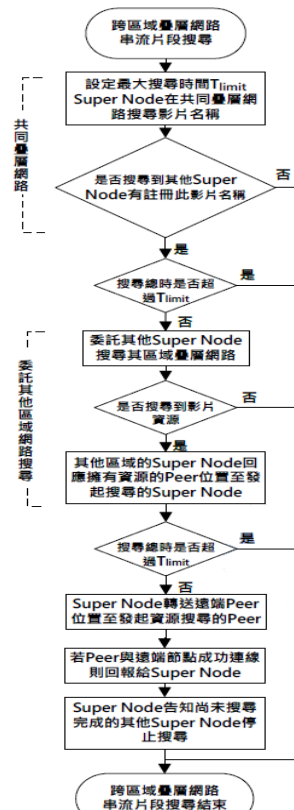 跨區域疊層網路
串流片段搜尋
設定最大搜尋時間Tlimit
Super Node在共同疊層網
路搜尋影片名稱
共同疊層網路
是否搜尋到其他Super
Node有註冊此影片名稱
否
是
搜尋總時是否超
過Tlimit
是
否
委託其他Super Node
搜尋其區域疊層網路
委託其他區域網路搜尋
是否搜尋到影片
資源
否
是
其他區域的Super Node回
應擁有資源的Peer位置至發
起搜尋的Super Node
搜尋總時是否超
過Tlimit
是
否
Super Node轉送遠端Peer
位置至發起資源搜尋的Peer
若Peer與遠端節點成功連線
則回報給Super Node
Super Node告知尚未搜尋
完成的其他Super Node停
止搜尋
跨區域疊層網路
串流片段搜尋結束